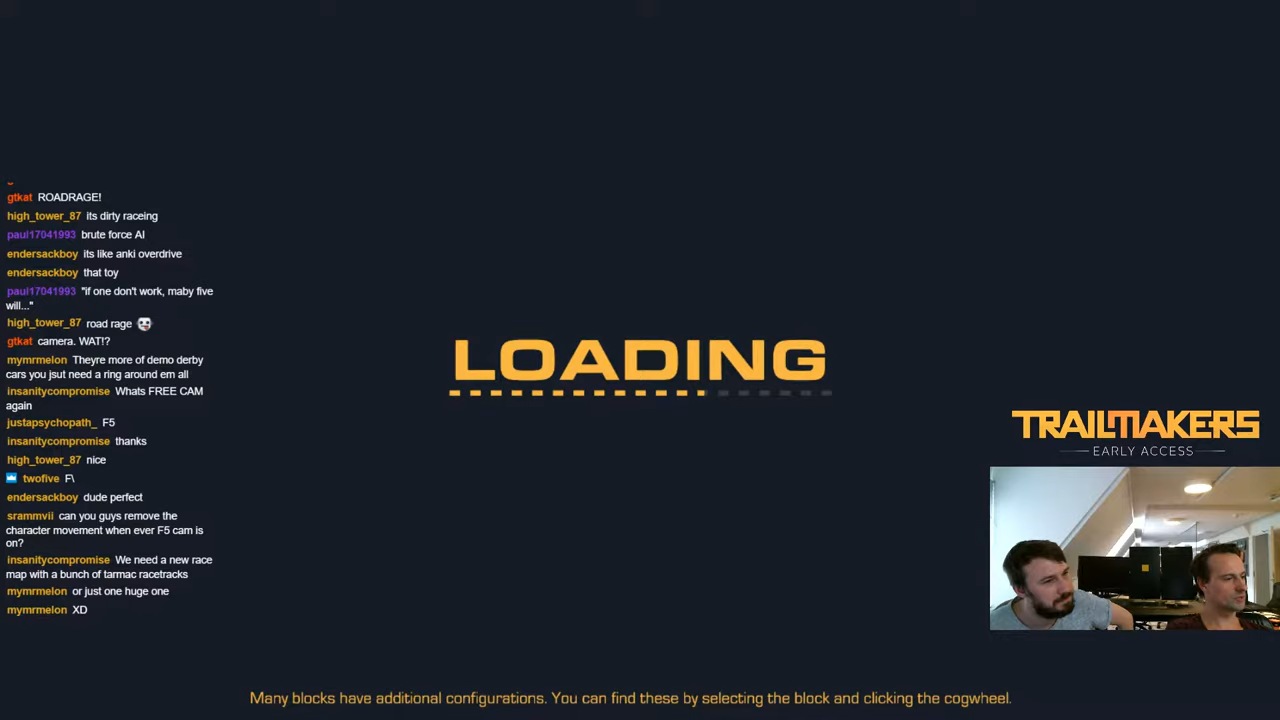 gtkat ROADRAGE!
high_tower_87 its dirty raceing
paul17041993 brute force AI
endersackboy its like anki overdrive
endersackboy that toy
paul17041993 "if one don't work, maby five
will..."
high_tower_87 road rage
gtkat camera. WAT!?
mymrmelon Theyre more of demo derby
cars you jsut need a ring around em all
insanitycompromise Whats FREE CAM
again
justapsychopath_ F5
insanitycompromise thanks
high_tower_87 nice
twofive F\
endersackboy dude perfect
srammvii can you guys remove the
character movement when ever F5 cam is
on?
insanitycompromise We need a new race
map with a bunch of tarmac racetracks
mymrmelon or just one huge one
mymrmelon XD
LOADING
TRAILMAKERS
EARLY ACCESS
Many blocks have additional configurations. You can find these by selecting the block and clicking the cogwheel.